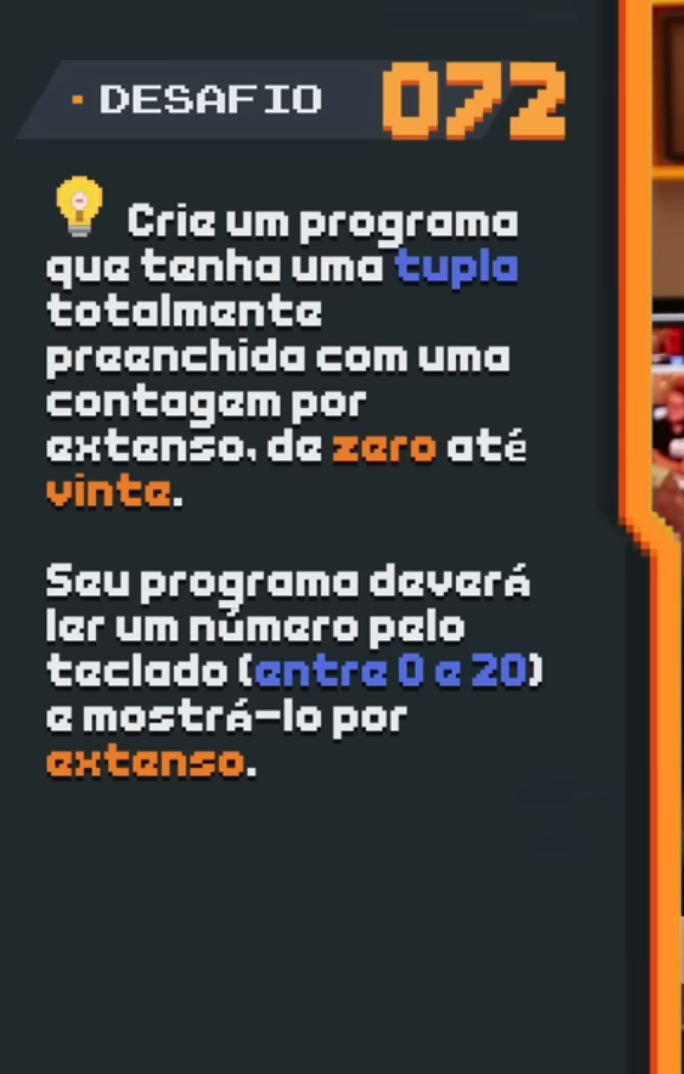 DESAFIO 072
Crie um programa
que tenha uma tupla
totalmente
preenchida com uma
contagem por
extenso, de zero até
vinte.
Seu programa deverá
ler um número pelo
teclado (entre 0 e 20)
e mostrá-lo por
extenso.